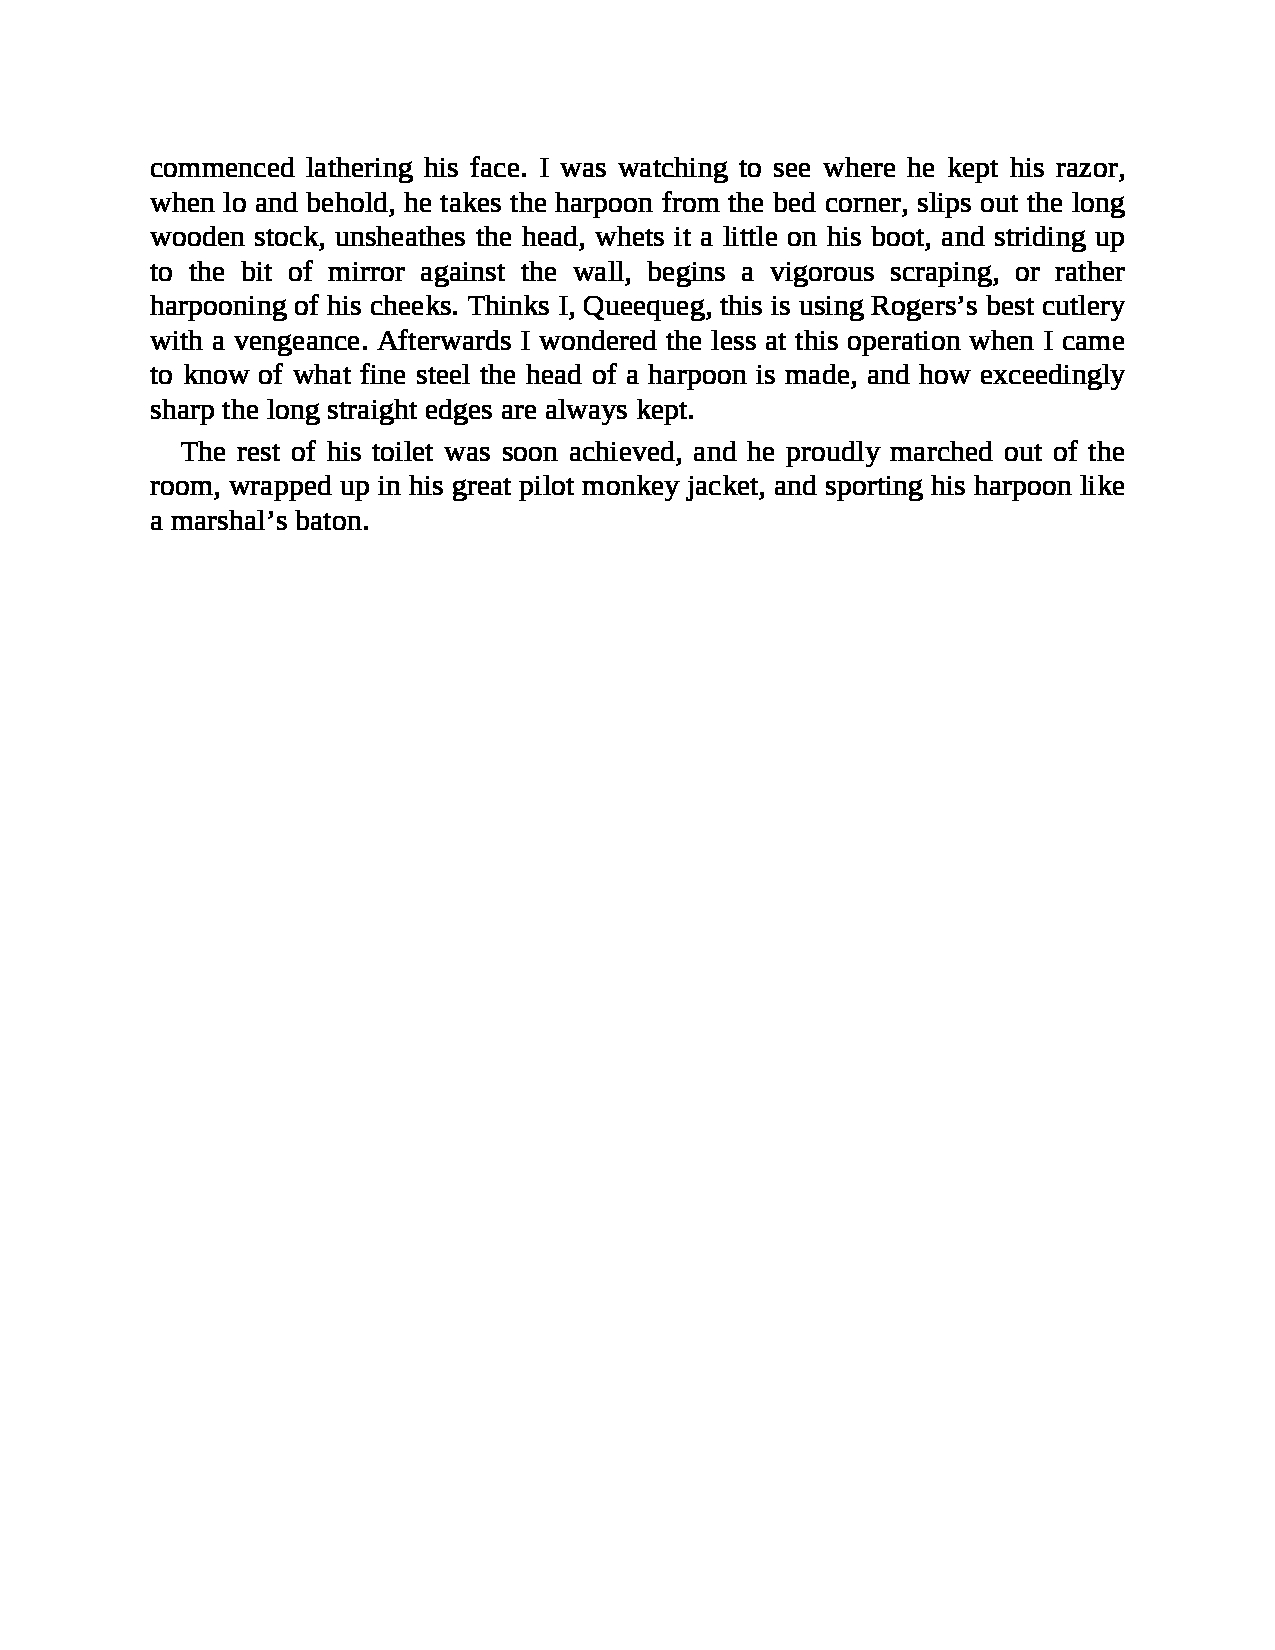 commenced lathering his face. I was watching to see where he kept his razor,
when lo and behold, he takes the harpoon from the bed corner, slips out the long
wooden stock, unsheathes the head, whets it a little on his boot, and striding up
to the bit of mirror against the wall, begins a vigorous scraping, or rather
harpooning of his cheeks. Thinks I, Queequeg, this is using Rogers’s best cutlery
with a vengeance. Afterwards I wondered the less at this operation when I came
to know of what fine steel the head of a harpoon is made, and how exceedingly
sharp the long straight edges are always kept.
The rest of his toilet was soon achieved, and he proudly marched out of the
room, wrapped up in his great pilot monkey jacket, and sporting his harpoon like
a marshal’s baton.